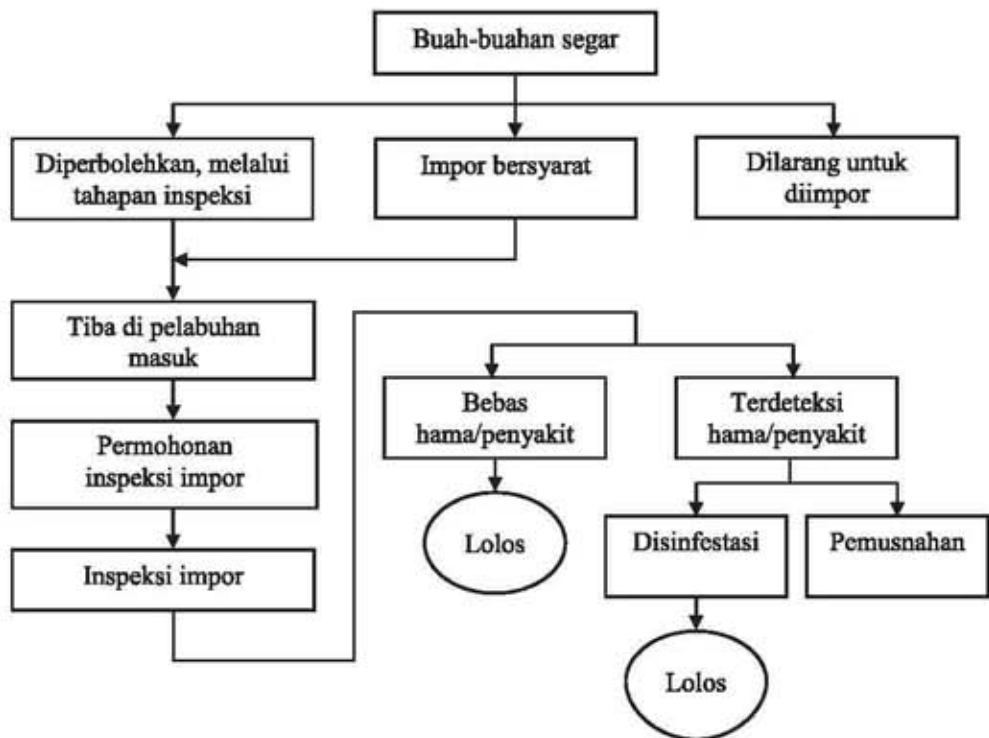 Buah-buahan segar
Diperbolehkan, melalui
tahapan inspeksi
Impor bersyarat
Dilarang untuk
diimpor
Tiba di pelabuhan
masuk
Permohonan
inspeksi impor
Inspeksi impor
Bebas
hama/penyakit
Terdeteksi
hama/penyakit
Lolos
Disinfestasi
Pemusnahan
Lolos